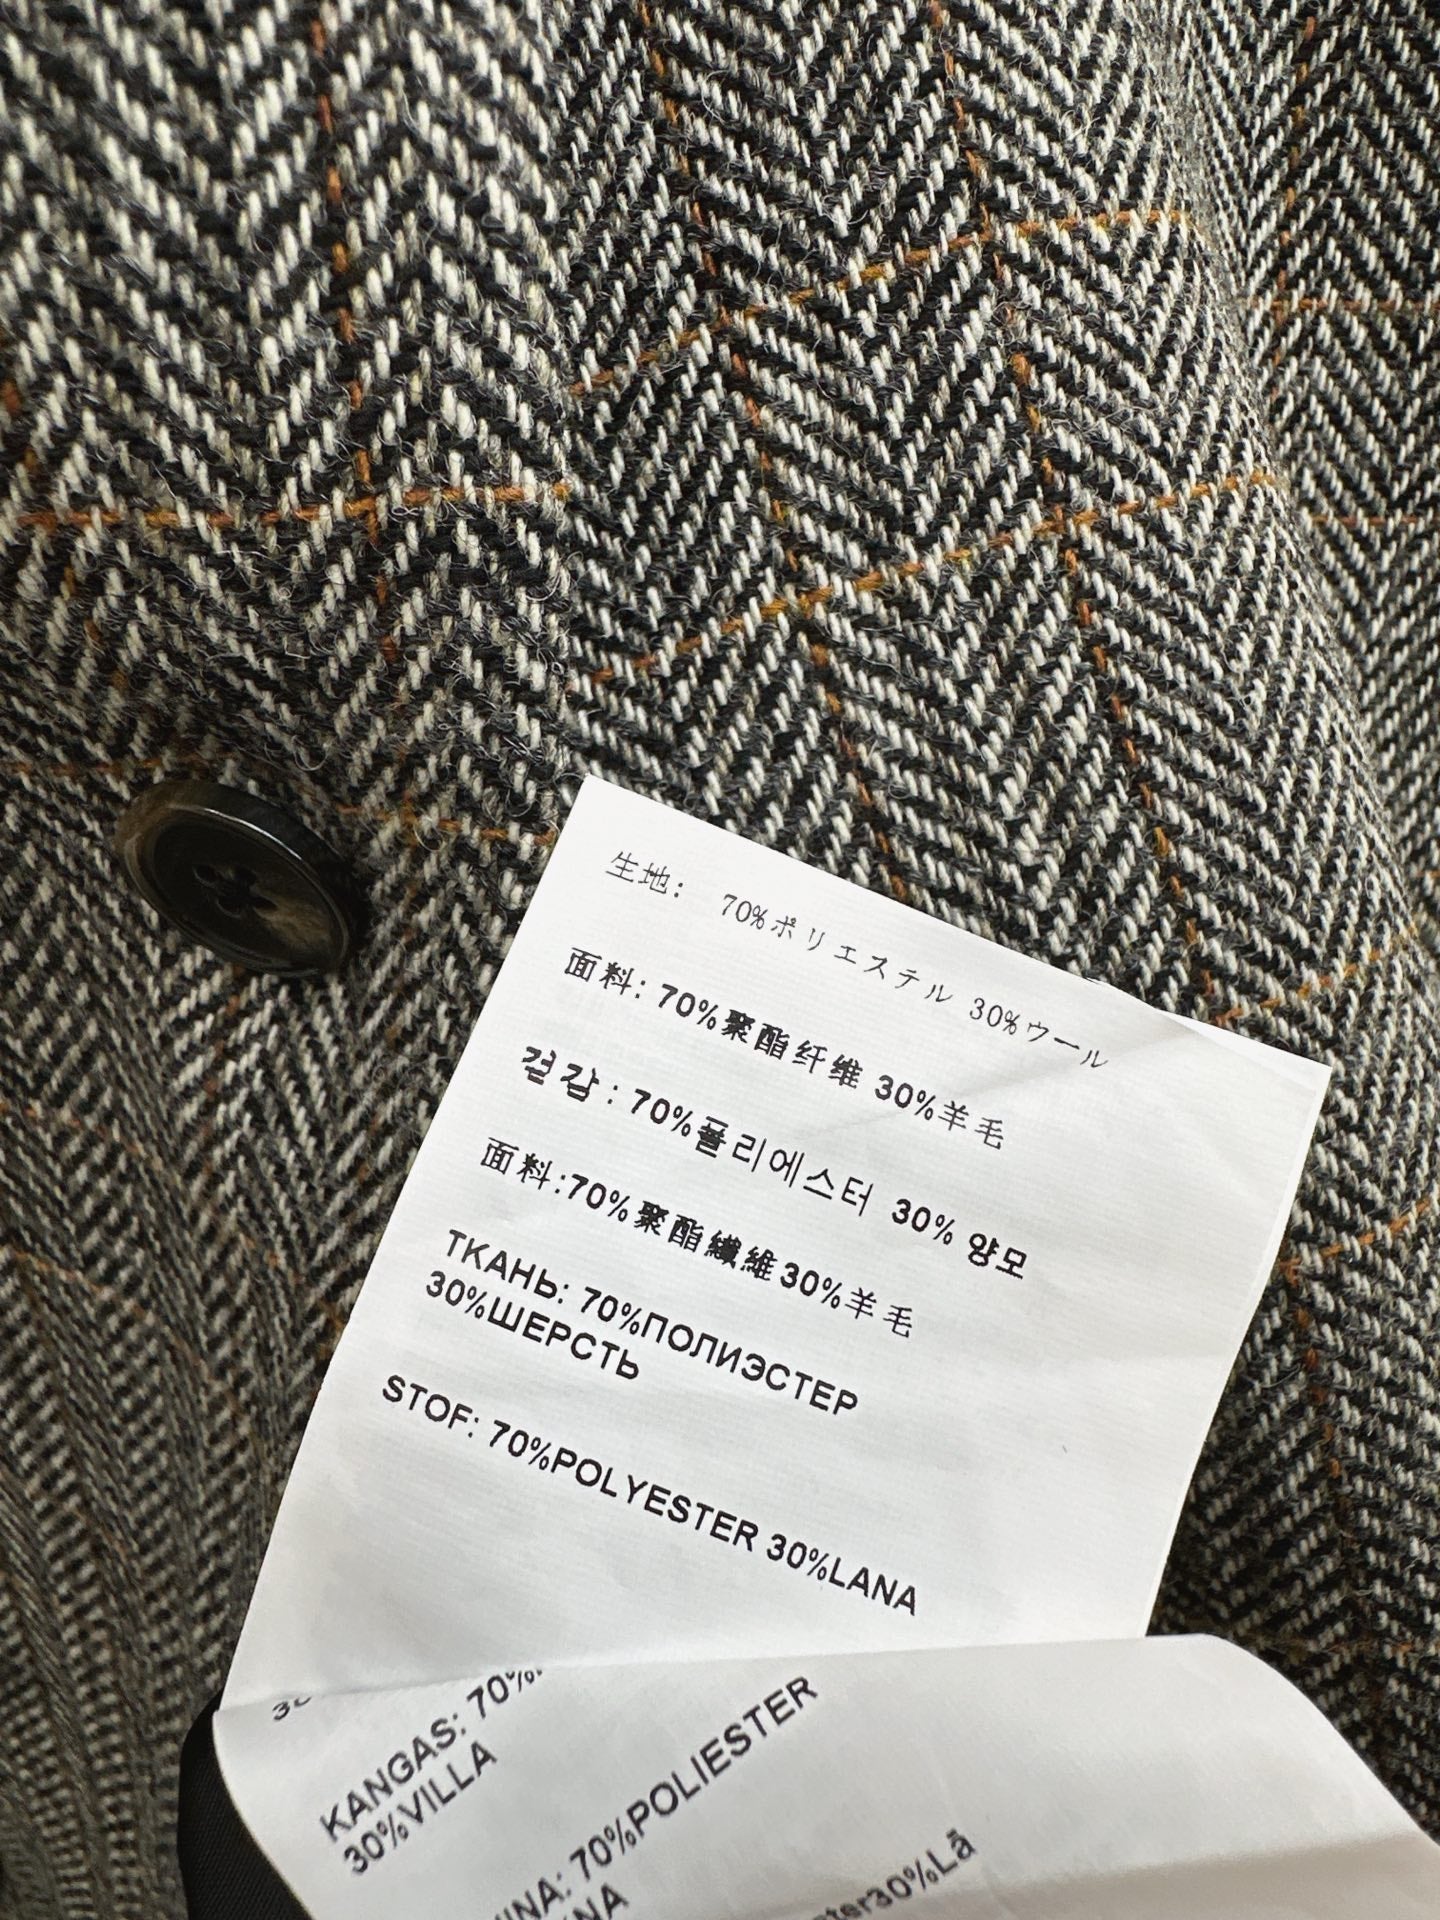 生地: 70%ポリエステル 30%ウール
面料: 70%聚酯纤维 30%羊毛
겉감 : 70%폴리에스터 30% 양모
面料:70%聚酯纖維30%羊毛
ТКАНЬ: 70%ПОЛИЭСТЕР
30%ШЕРСТЬ
STOF: 70%POLYESTER 30%LANA
KANGAS: 70%
30%VILLA
70%POLIESTER
30%Lā